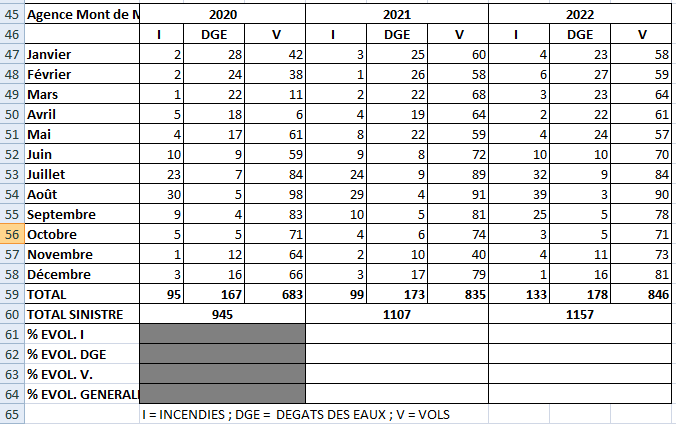 45 Agence Mont de M 2020 2021 2022
46 I DGE V I DGE V I DGE V
47 Janvier 2 28 42 3 25 60 4 23 58
48 Février 2 24 38 1 26 58 6 27 59
49 Mars 1 22 11 2 22 68 3 23 64
50 Avril 5 18 6 4 19 64 2 22 61
51 Mai 4 17 61 8 22 59 4 24 57
52 Juin 10 9 59 9 8 72 10 10 70
53 Juillet 23 7 84 24 9 89 32 9 84
54 Août 30 5 98 29 4 91 39 3 90
55 Septembre 9 4 83 10 5 81 25 5 78
56 Octobre 5 5 71 4 6 74 3 5 71
57 Novembre 1 12 64 2 10 40 4 11 73
58 Décembre 3 16 66 3 17 79 1 16 81
59 TOTAL 95 167 683 99 173 835 133 178 846
60 TOTAL SINISTRE 945 1107 1157
61 % EVOL. I
62 % EVOL. DGE
63 % EVOL. V.
64 % EVOL. GENERAL
65 I = INCENDIES ; DGE = DEGATS DES EAUX ; V = VOLS